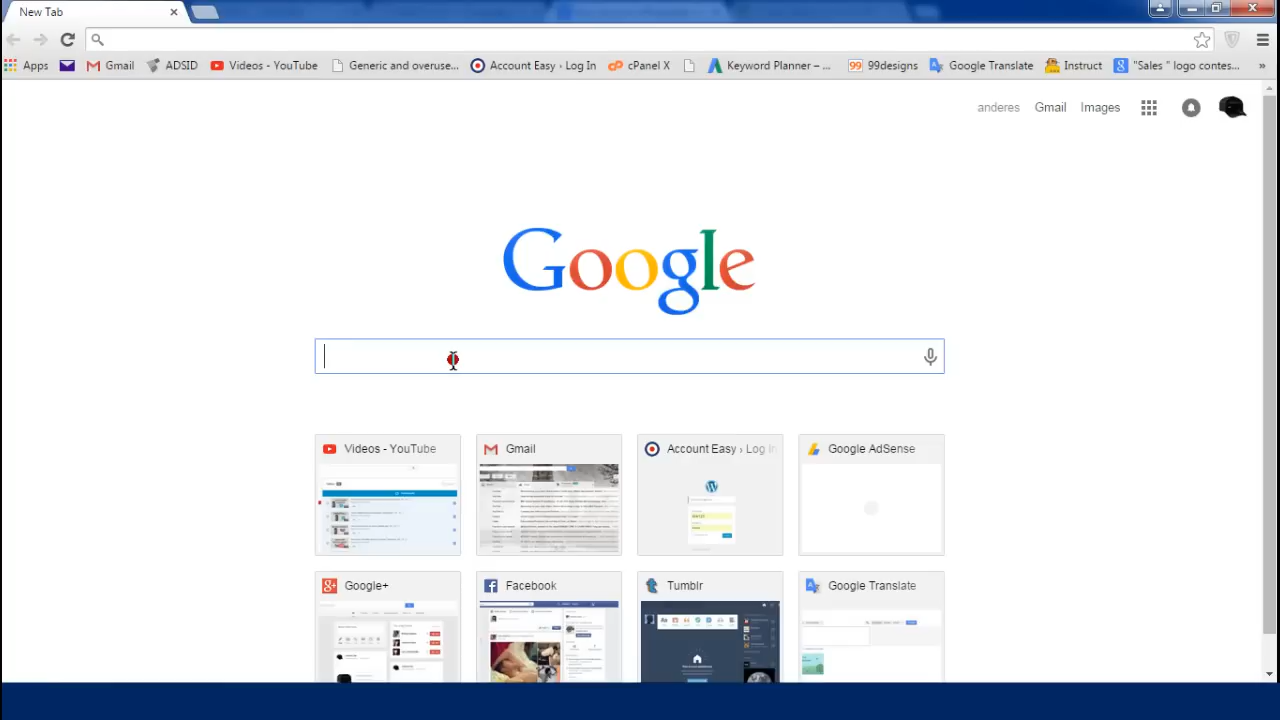 New Tab
Apps Gmail ADSID Videos - YouTube Generic and overuse... Account Easy › Log In cPanel X Keyword Planner – ... 99 99designs Google Translate Instruct "Sales " logo contes... »
anderes Gmail Images
Google
Videos - YouTube Gmail Account Easy › Log In Google AdSense
Google+ Facebook Tumblr Google Translate